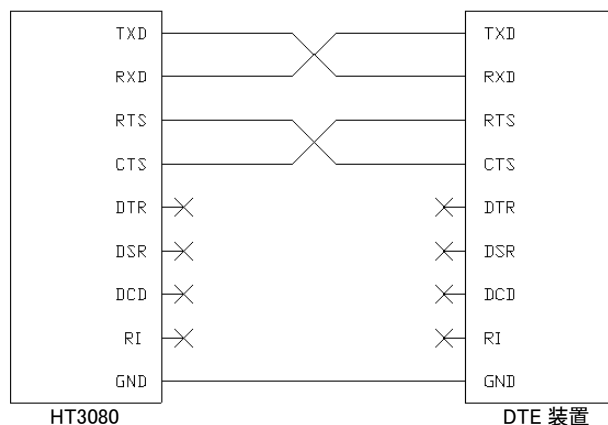 TXD TXD
RXD RXD
RTS RTS
CTS CTS
DTR DTR
DSR DSR
DCD DCD
RI RI
GND GND
HT3080 DTE 装置